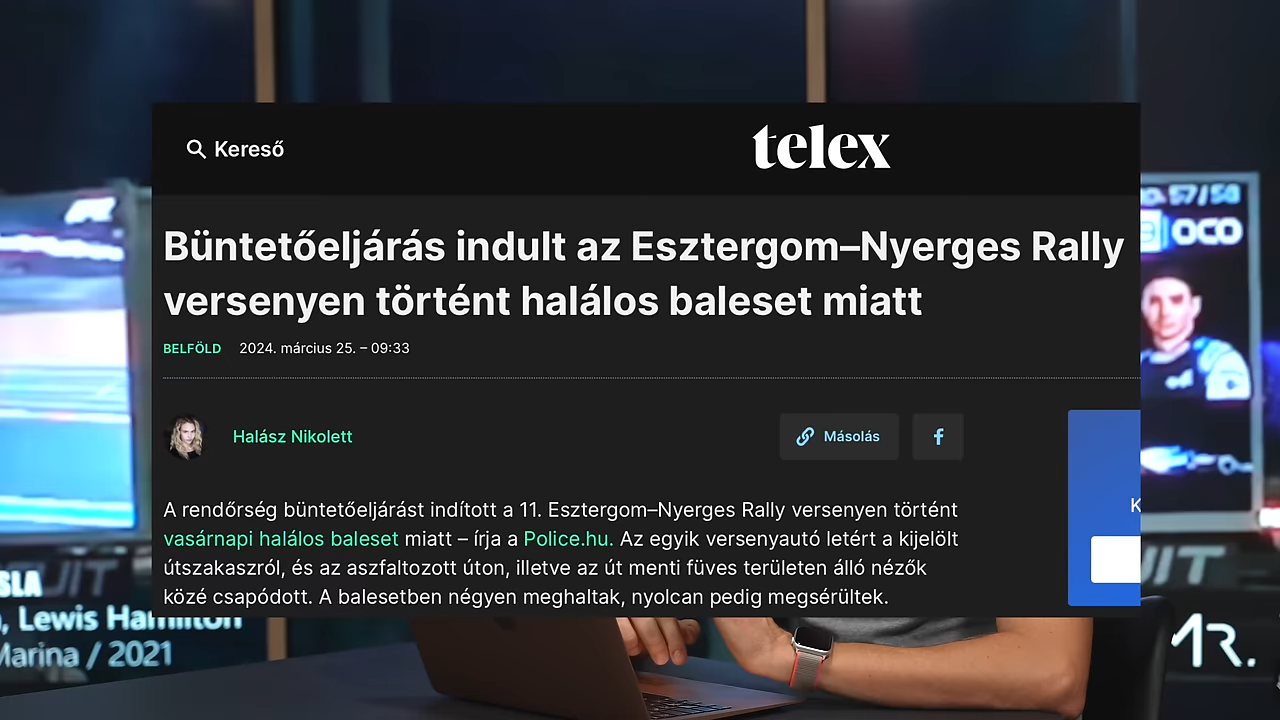 Kereső
telex
Büntetőeljárás indult az Esztergom–Nyerges Rally
versenyen történt halálos baleset miatt
BELFÖLD 2024. március 25. – 09:33
Halász Nikolett
Másolás
A rendőrség büntetőeljárást indított a 11. Esztergom–Nyerges Rally versenyen történt
vasárnapi halálos baleset miatt – írja a Police.hu. Az egyik versenyautó letért a kijelölt
útszakaszról, és az aszfaltozott úton, illetve az út menti füves területen álló nézők
közé csapódott. A balesetben négyen meghaltak, nyolcan pedig megsérültek.
K
57/58
OCO
SLA
, Lewis Hamilton
Marina / 2021